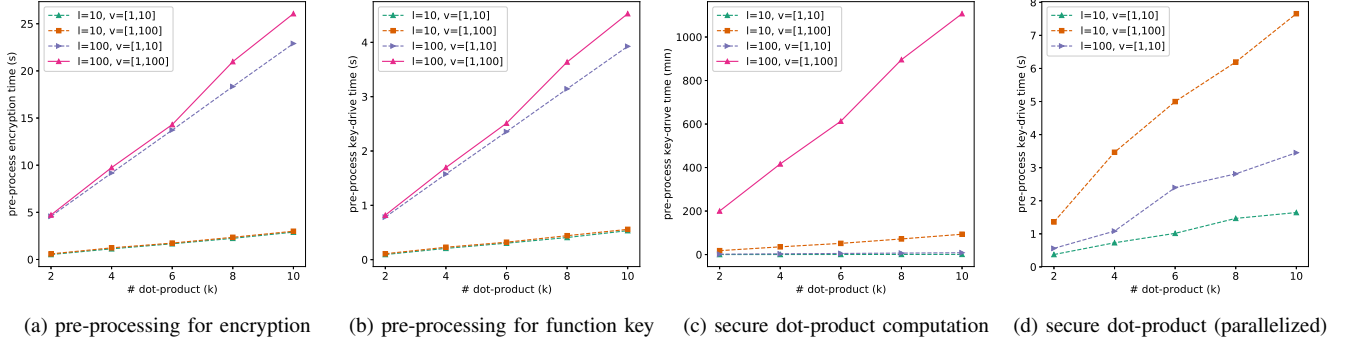 pre-process encryption time (s)
25
20
15
10
5
0
l=10, v=[1,10]
l=10, v=[1,100]
l=100, v=[1,10]
l=100, v=[1,100]
2 4 6 8 10
# dot-product (k)
(a) pre-processing for encryption
pre-process key-drive time (s)
4
3
2
1
0
l=10, v=[1,10]
l=10, v=[1,100]
l=100, v=[1,10]
l=100, v=[1,100]
2 4 6 8 10
# dot-product (k)
(b) pre-processing for function key
pre-process key-drive time (min)
1000
800
600
400
200
0
l=10, v=[1,10]
l=10, v=[1,100]
l=100, v=[1,10]
l=100, v=[1,100]
2 4 6 8 10
# dot-product (k)
(c) secure dot-product computation
pre-process key-drive time (s)
8
7
6
5
4
3
2
1
0
l=10, v=[1,10]
l=10, v=[1,100]
l=100, v=[1,10]
2 4 6 8 10
# dot-product (k)
(d) secure dot-product (parallelized)